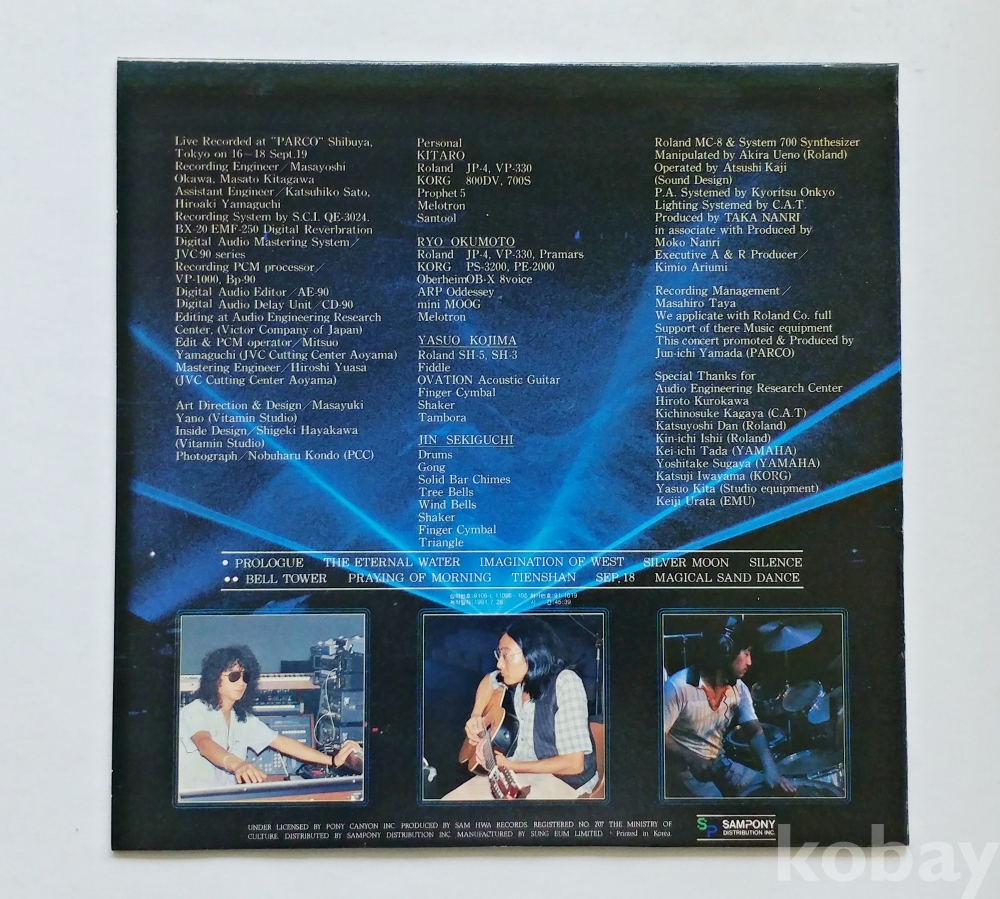 Live Recorded at "PARCO" Shibuya,
Tokyo on 16~18 Sept.19
Recording Engineer/Masayoshi
Okawa, Masato Kitagawa
Assistant Engineer/Katsuhiko Sato,
Hiroaki Yamaguchi
Recording System by S.C.I. QE-3024.
BX-20 EMF-250 Digital Reverbration
Digital Audio Mastering System/
JVC 90 series
Recording PCM processor/
VP-1000, Bp-90
Digital Audio Editor/AE-90
Digital Audio Delay Unit/CD-90
Editing at Audio Engineering Research
Center, (Victor Company of Japan)
Edit & PCM operator/Mitsuo
Yamaguchi (JVC Cutting Center Aoyama)
Mastering Engineer/Hiroshi Yuasa
(JVC Cutting Center Aoyama)
Art Direction & Design/Masayuki
Yano (Vitamin Studio)
Inside Design/Shigeki Hayakawa
(Vitamin Studio)
Photograph/Nobuharu Kondo (PCC)
Personal
KITARO
Roland JP-4, VP-330
KORG 800DV, 700S
Prophet 5
Melotron
Santool
RYO OKUMOTO
Roland JP-4, VP-330, Pramars
KORG PS-3200, PE-2000
OberheimOB-X 8voice
ARP Oddessey
mini MOOG
Melotron
YASUO KOJIMA
Roland SH-5, SH-3
Fiddle
OVATION Acoustic Guitar
Finger Cymbal
Shaker
Tambora
JIN SEKIGUCHI
Drums
Gong
Solid Bar Chimes
Tree Bells
Wind Bells
Shaker
Finger Cymbal
Triangle
Roland MC-8 & System 700 Synthesizer
Manipulated by Akira Ueno (Roland)
Operated by Atsushi Kaji
(Sound Design)
P.A. Systemed by Kyoritsu Onkyo
Lighting Systemed by C.A.T.
Produced by TAKA NANRI
in associate with Produced by
Moko Nanri
Executive A & R Producer/
Kimio Ariumi
Recording Management/
Masahiro Taya
We applicate with Roland Co. full
Support of there Music equipment
This concert promoted & Produced by
Jun-ichi Yamada (PARCO)
Special Thanks for
Audio Engineering Research Center
Hiroto Kurokawa
Kichinosuke Kagaya (C.A.T)
Katsuyoshi Dan (Roland)
Kin-ichi Ishii (Roland)
Kei-ichi Tada (YAMAHA)
Yoshitake Sugaya (YAMAHA)
Katsuji Iwayama (KORG)
Yasuo Kita (Studio equipment)
Keiji Urata (EMU)
• PROLOGUE THE ETERNAL WATER IMAGINATION OF WEST SILVER MOON SILENCE
•• BELL TOWER PRAYING OF MORNING TIENSHAN SEP. 18 MAGICAL SAND DANCE
UNDER LICENSED BY PONY CANYON INC. PRODUCED BY SAM HWA RECORDS. REGISTERED NO. 207 THE MINISTRY OF
CULTURE. DISTRIBUTED BY SAMPONY DISTRIBUTION INC. MANUFACTURED BY SUNG EUM LIMITED. Printed in Korea.
SP SAMPONY
DISTRIBUTION INC.
kobay